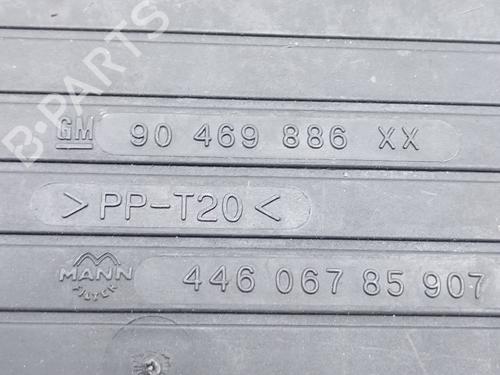 B-PARTS
GM 90 469 886 XX
>PP-T20<
MANN FILTER 446 067 85 907